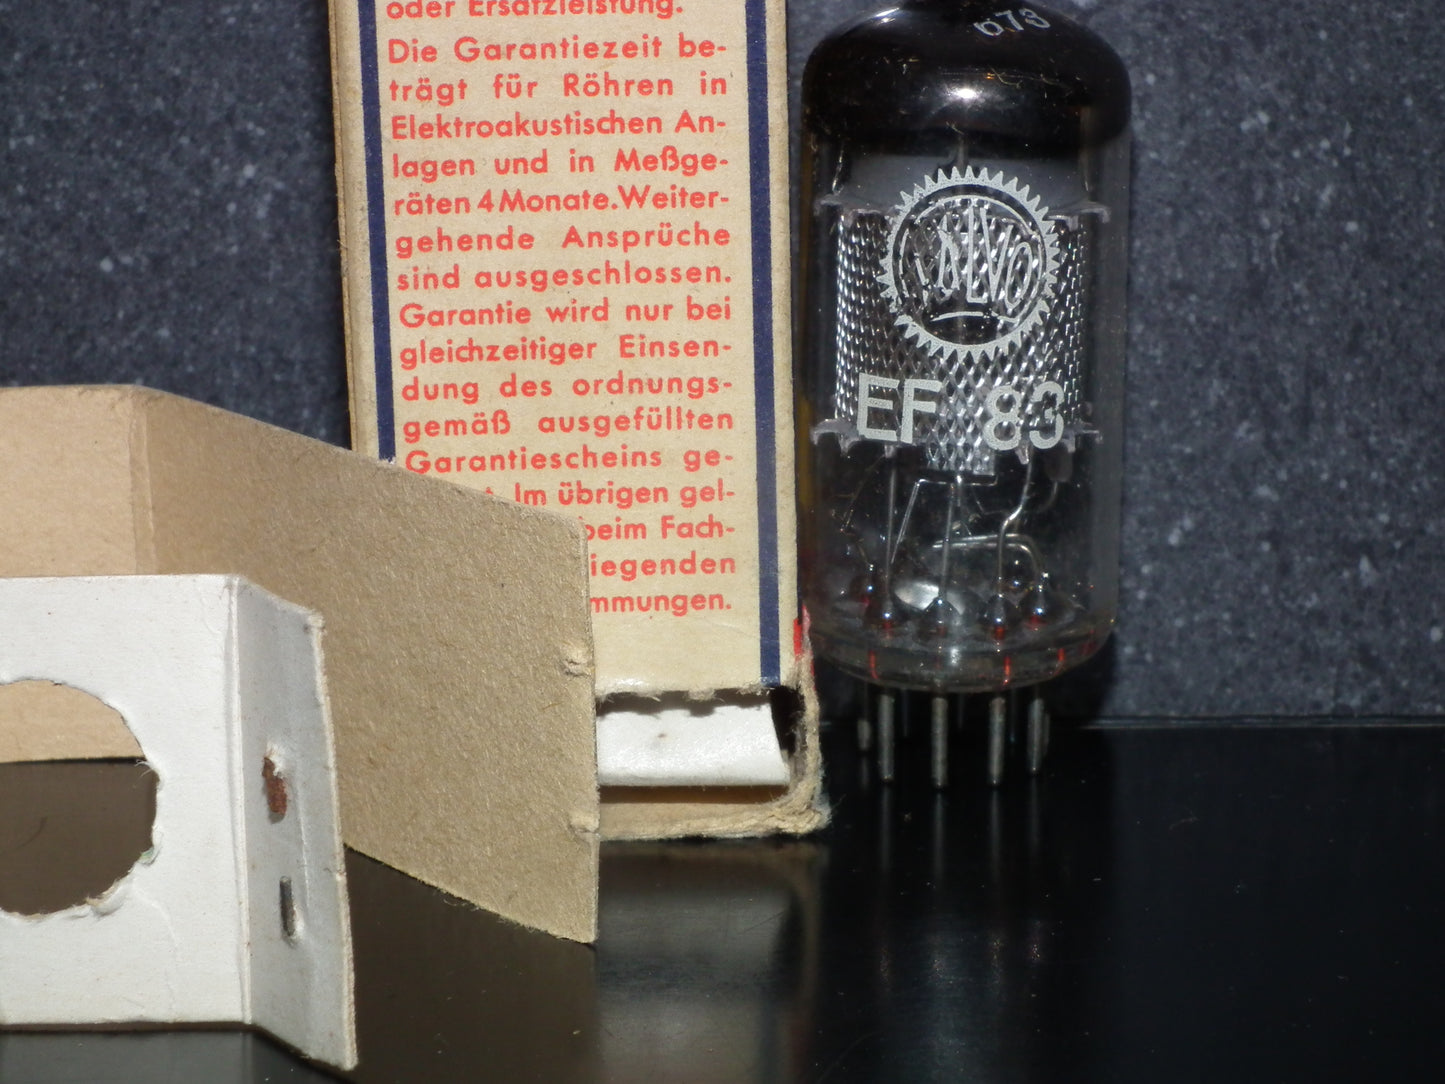 oder Ersatzleistung.
Die Garantiezeit be-
trägt für Röhren in
Elektroakustischen An-
lagen und in Meßge-
räten 4 Monate. Weiter-
gehende Ansprüche
sind ausgeschlossen.
Garantie wird nur bei
gleichzeitiger Einsen-
dung des ordnungs-
gemäß ausgefüllten
Garantiescheins ge-
Im übrigen gel-
beim Fach-
iegenden
mmungen.
673
VALVO
EF 83